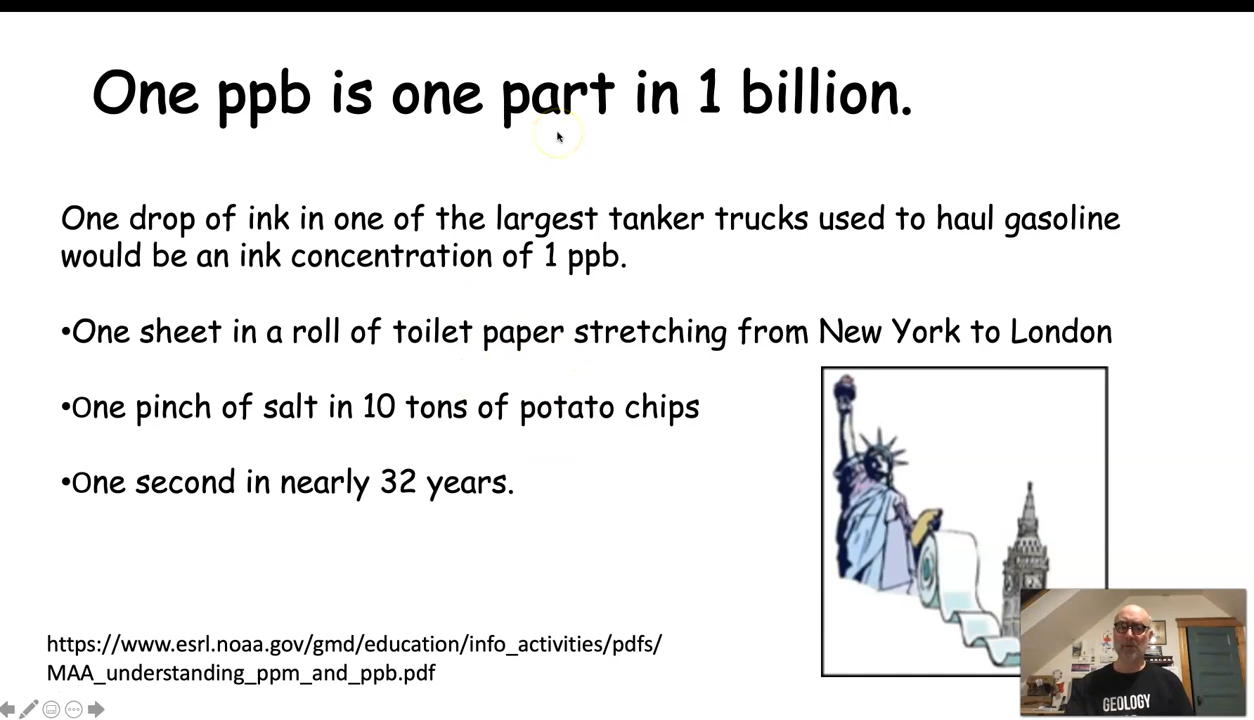 One ppb is one part in 1 billion.
One drop of ink in one of the largest tanker trucks used to haul gasoline
would be an ink concentration of 1 ppb.
•One sheet in a roll of toilet paper stretching from New York to London
•One pinch of salt in 10 tons of potato chips
•One second in nearly 32 years.
https://www.esrl.noaa.gov/gmd/education/info_activities/pdfs/
MAA_understanding_ppm_and_ppb.pdf
GEOLOGY